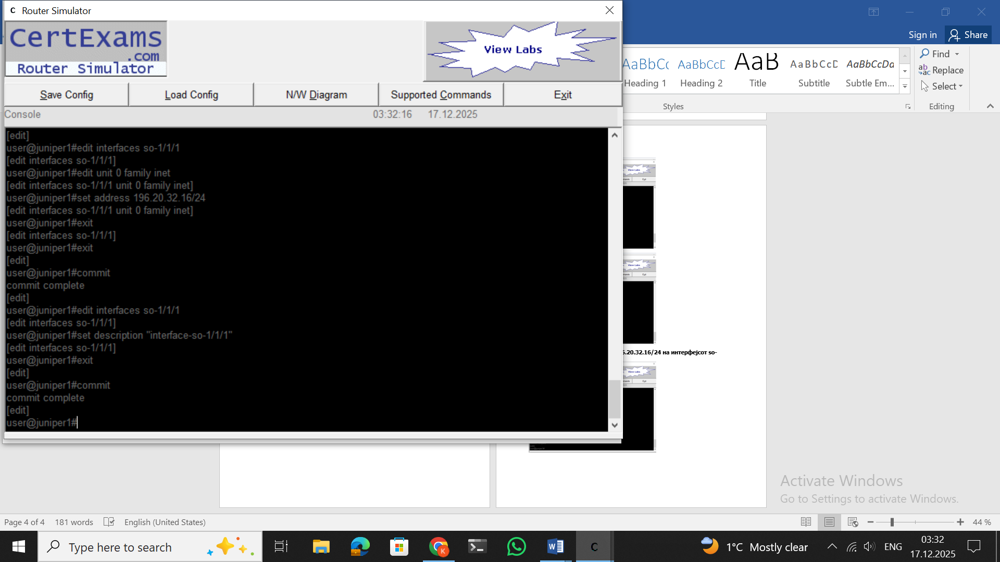 C Router Simulator
CertExams
.com
Router Simulator
View Labs
Save Config
Load Config
N/W Diagram
Supported Commands
Exit
Console
03:32:16
17.12.2025
[edit]
user@juniper1#edit interfaces so-1/1/1
[edit interfaces so-1/1/1]
user@juniper1#edit unit 0 family inet
[edit interfaces so-1/1/1 unit 0 family inet]
user@juniper1#set address 196.20.32.16/24
[edit interfaces so-1/1/1 unit 0 family inet]
user@juniper1#exit
[edit interfaces so-1/1/1]
user@juniper1#exit
[edit]
user@juniper1#commit
commit complete
[edit]
user@juniper1#edit interfaces so-1/1/1
[edit interfaces so-1/1/1]
user@juniper1#set description "interface-so-1/1/1"
[edit interfaces so-1/1/1]
user@juniper1#exit
[edit]
user@juniper1#commit
commit complete
[edit]
user@juniper1#
Sign in
Share
AaBbCc AaBbCcD AaB AaBbCcD AaBbCcDa
Heading 1
Heading 2
Title
Subtitle
Subtle Em...
Styles
Find
Replace
Select
Editing
View Labs
Exit
View Labs
Exit
.20.32.16/24 на интерфејсот so-
View Labs
Exit
Activate Windows
Go to Settings to activate Windows.
Page 4 of 4
181 words
English (United States)
44 %
Type here to search
K
C
1°C Mostly clear
ENG
03:32
17.12.2025